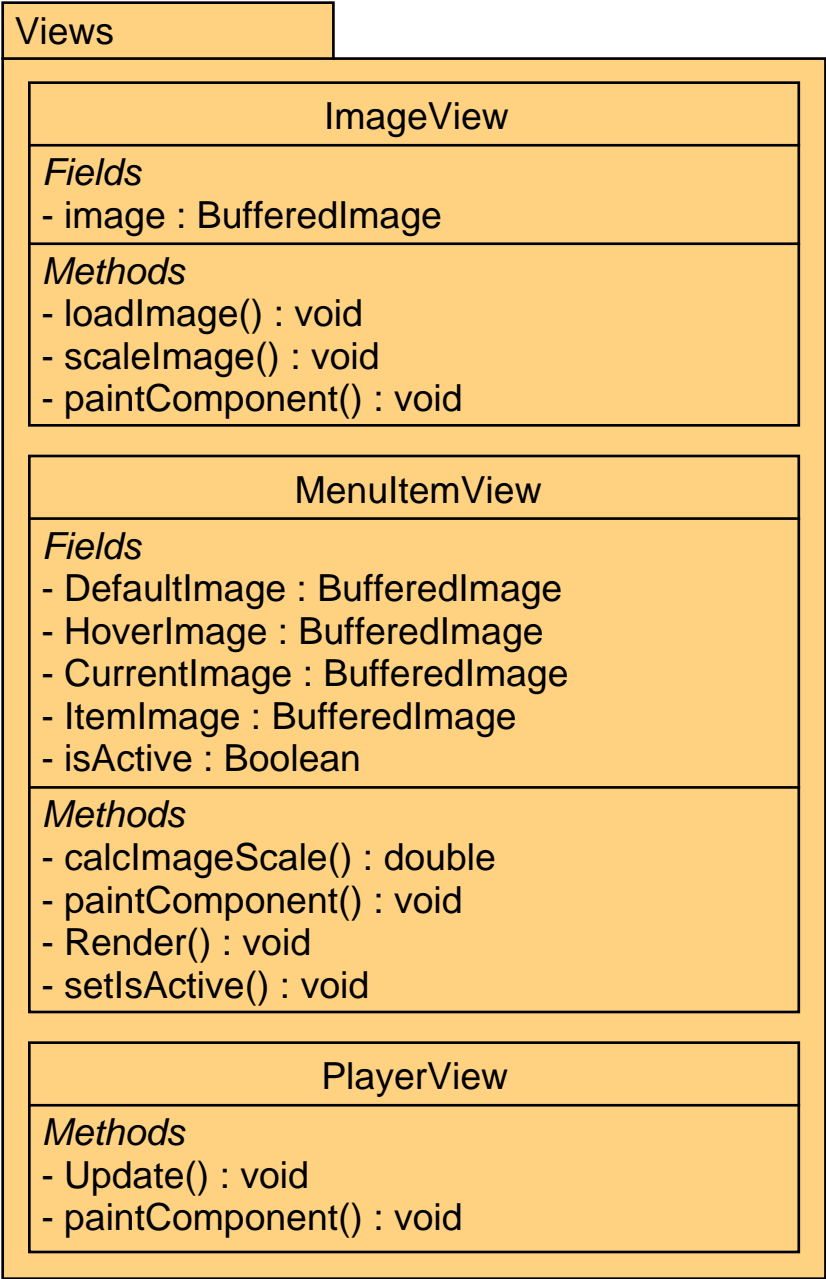 Views
ImageView
Fields
- image : BufferedImage
Methods
- loadImage() : void
- scaleImage() : void
- paintComponent() : void
MenuItemView
Fields
- DefaultImage : BufferedImage
- HoverImage : BufferedImage
- CurrentImage : BufferedImage
- ItemImage : BufferedImage
- isActive : Boolean
Methods
- calcImageScale() : double
- paintComponent() : void
- Render() : void
- setIsActive() : void
PlayerView
Methods
- Update() : void
- paintComponent() : void